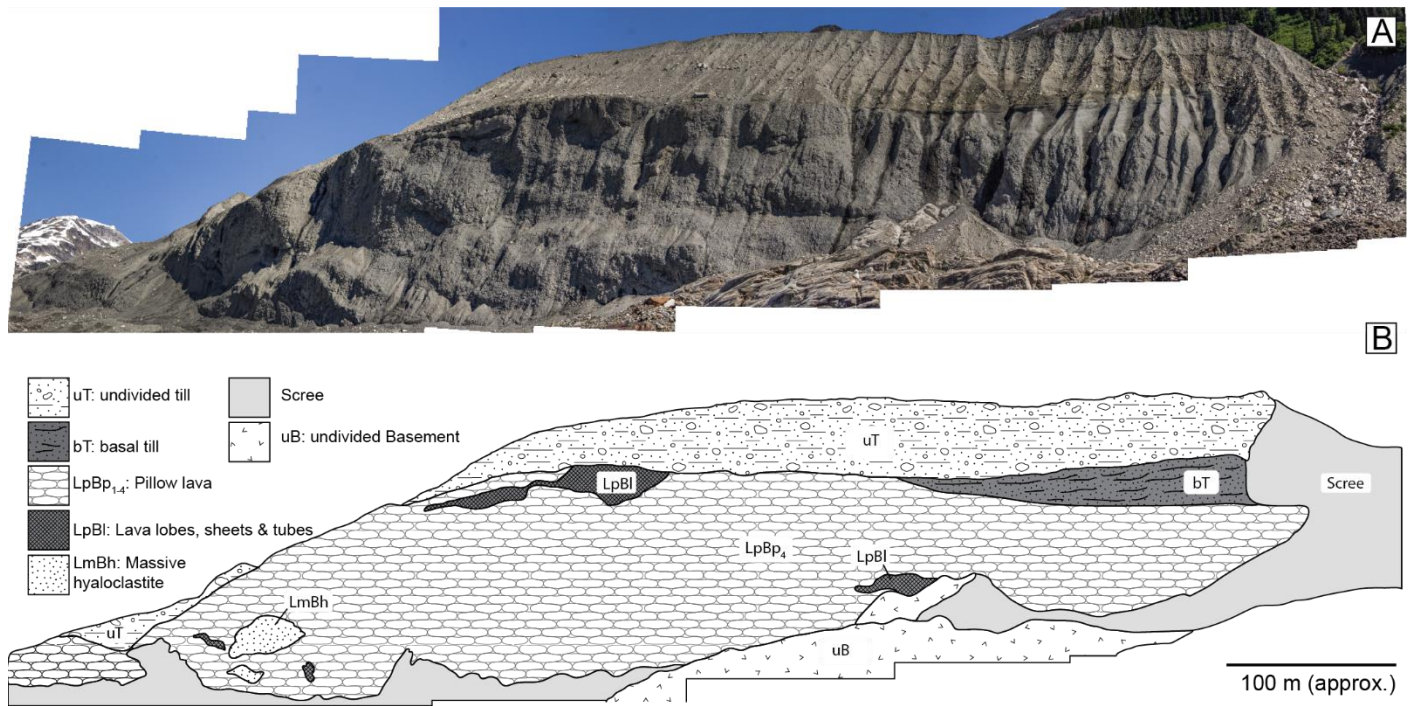 A
B
uT: undivided till
Scree
bT: basal till
uB: undivided Basement
LpBp1-4: Pillow lava
LpBl: Lava lobes, sheets & tubes
LmBh: Massive
hyaloclastite
uT
LpBl
bT
Scree
LpBp4
LpBl
LmBh
uT
uB
100 m (approx.)